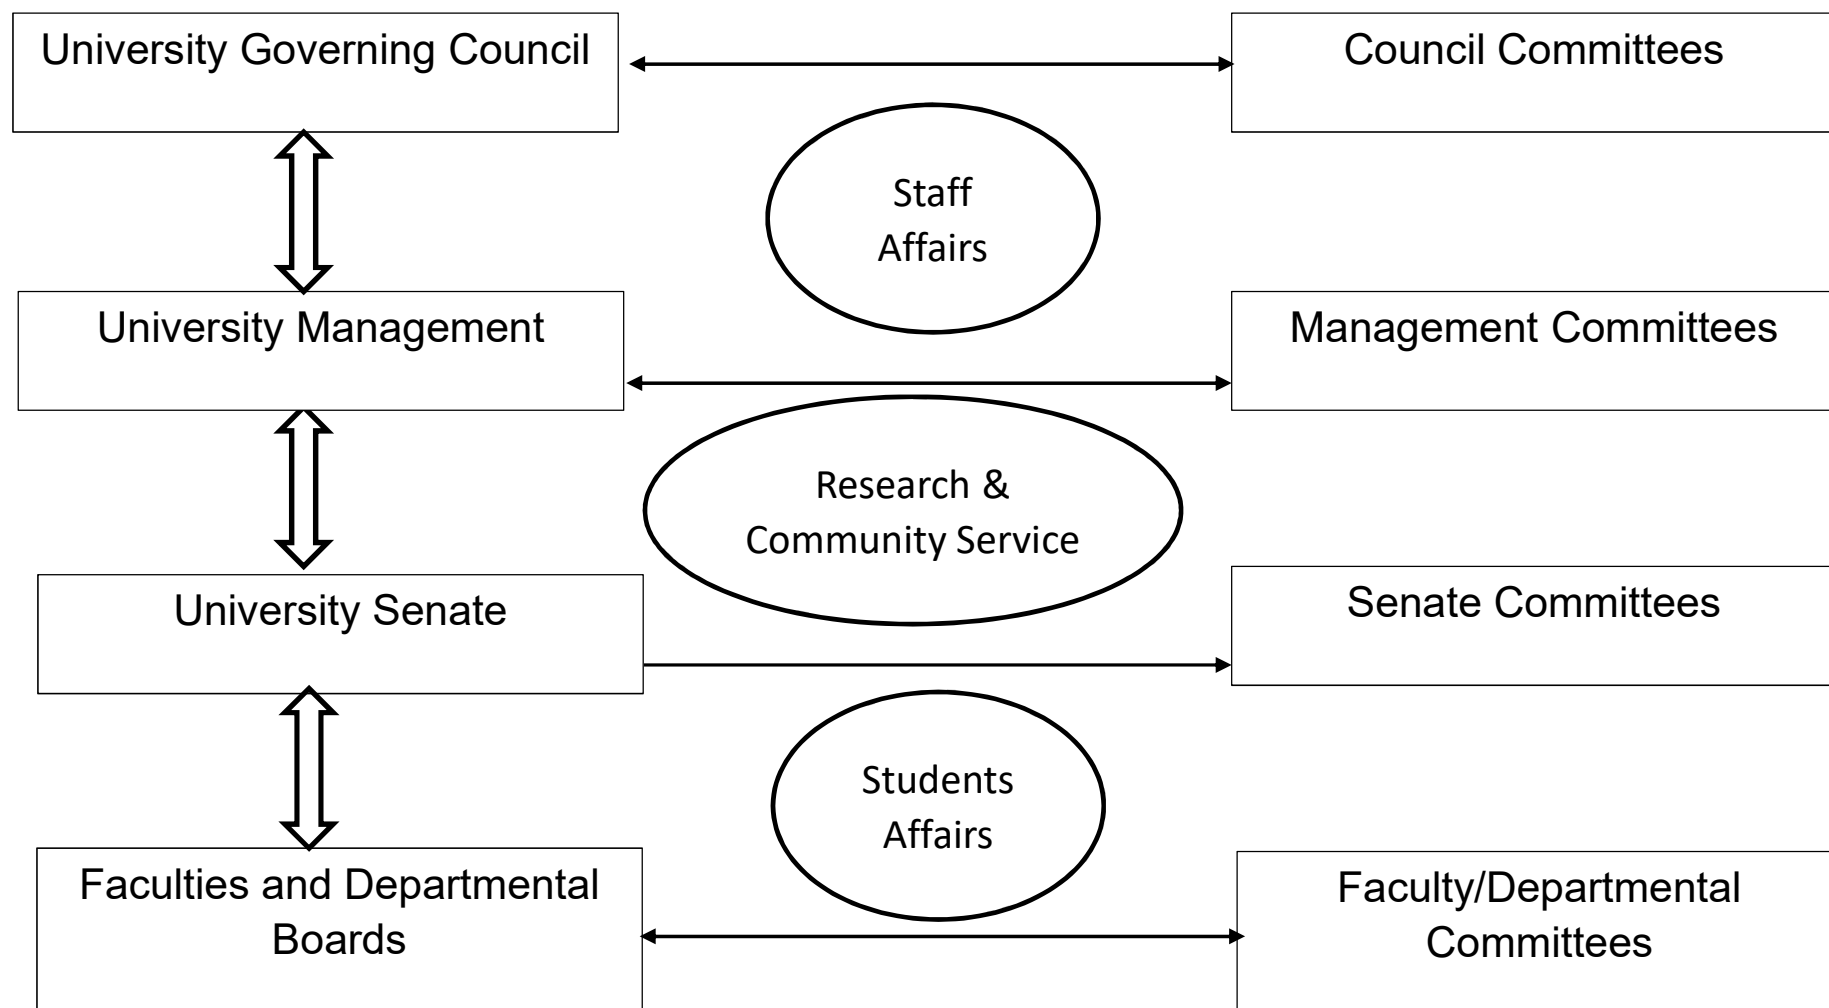 University Governing Council
Council Committees
Staff
Affairs
University Management
Management Committees
Research &
Community Service
University Senate
Senate Committees
Students
Affairs
Faculties and Departmental
Boards
Faculty/Departmental
Committees